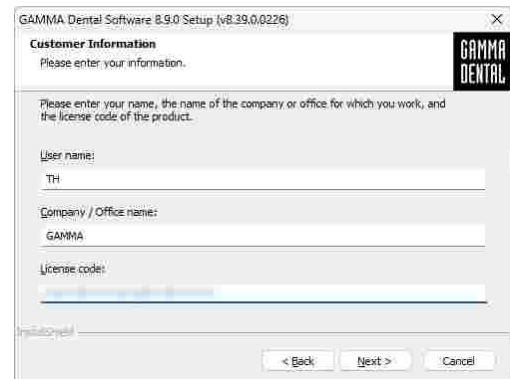 GAMMA Dental Software 8.9.0 Setup (v8.39.0.0226)
Customer Information
Please enter your information.
GAMMA
DENTAL
Please enter your name, the name of the company or office for which you work, and
the license code of the product.
User name:
TH
Company / Office name:
GAMMA
License code:
InstallShield
< Back Next > Cancel